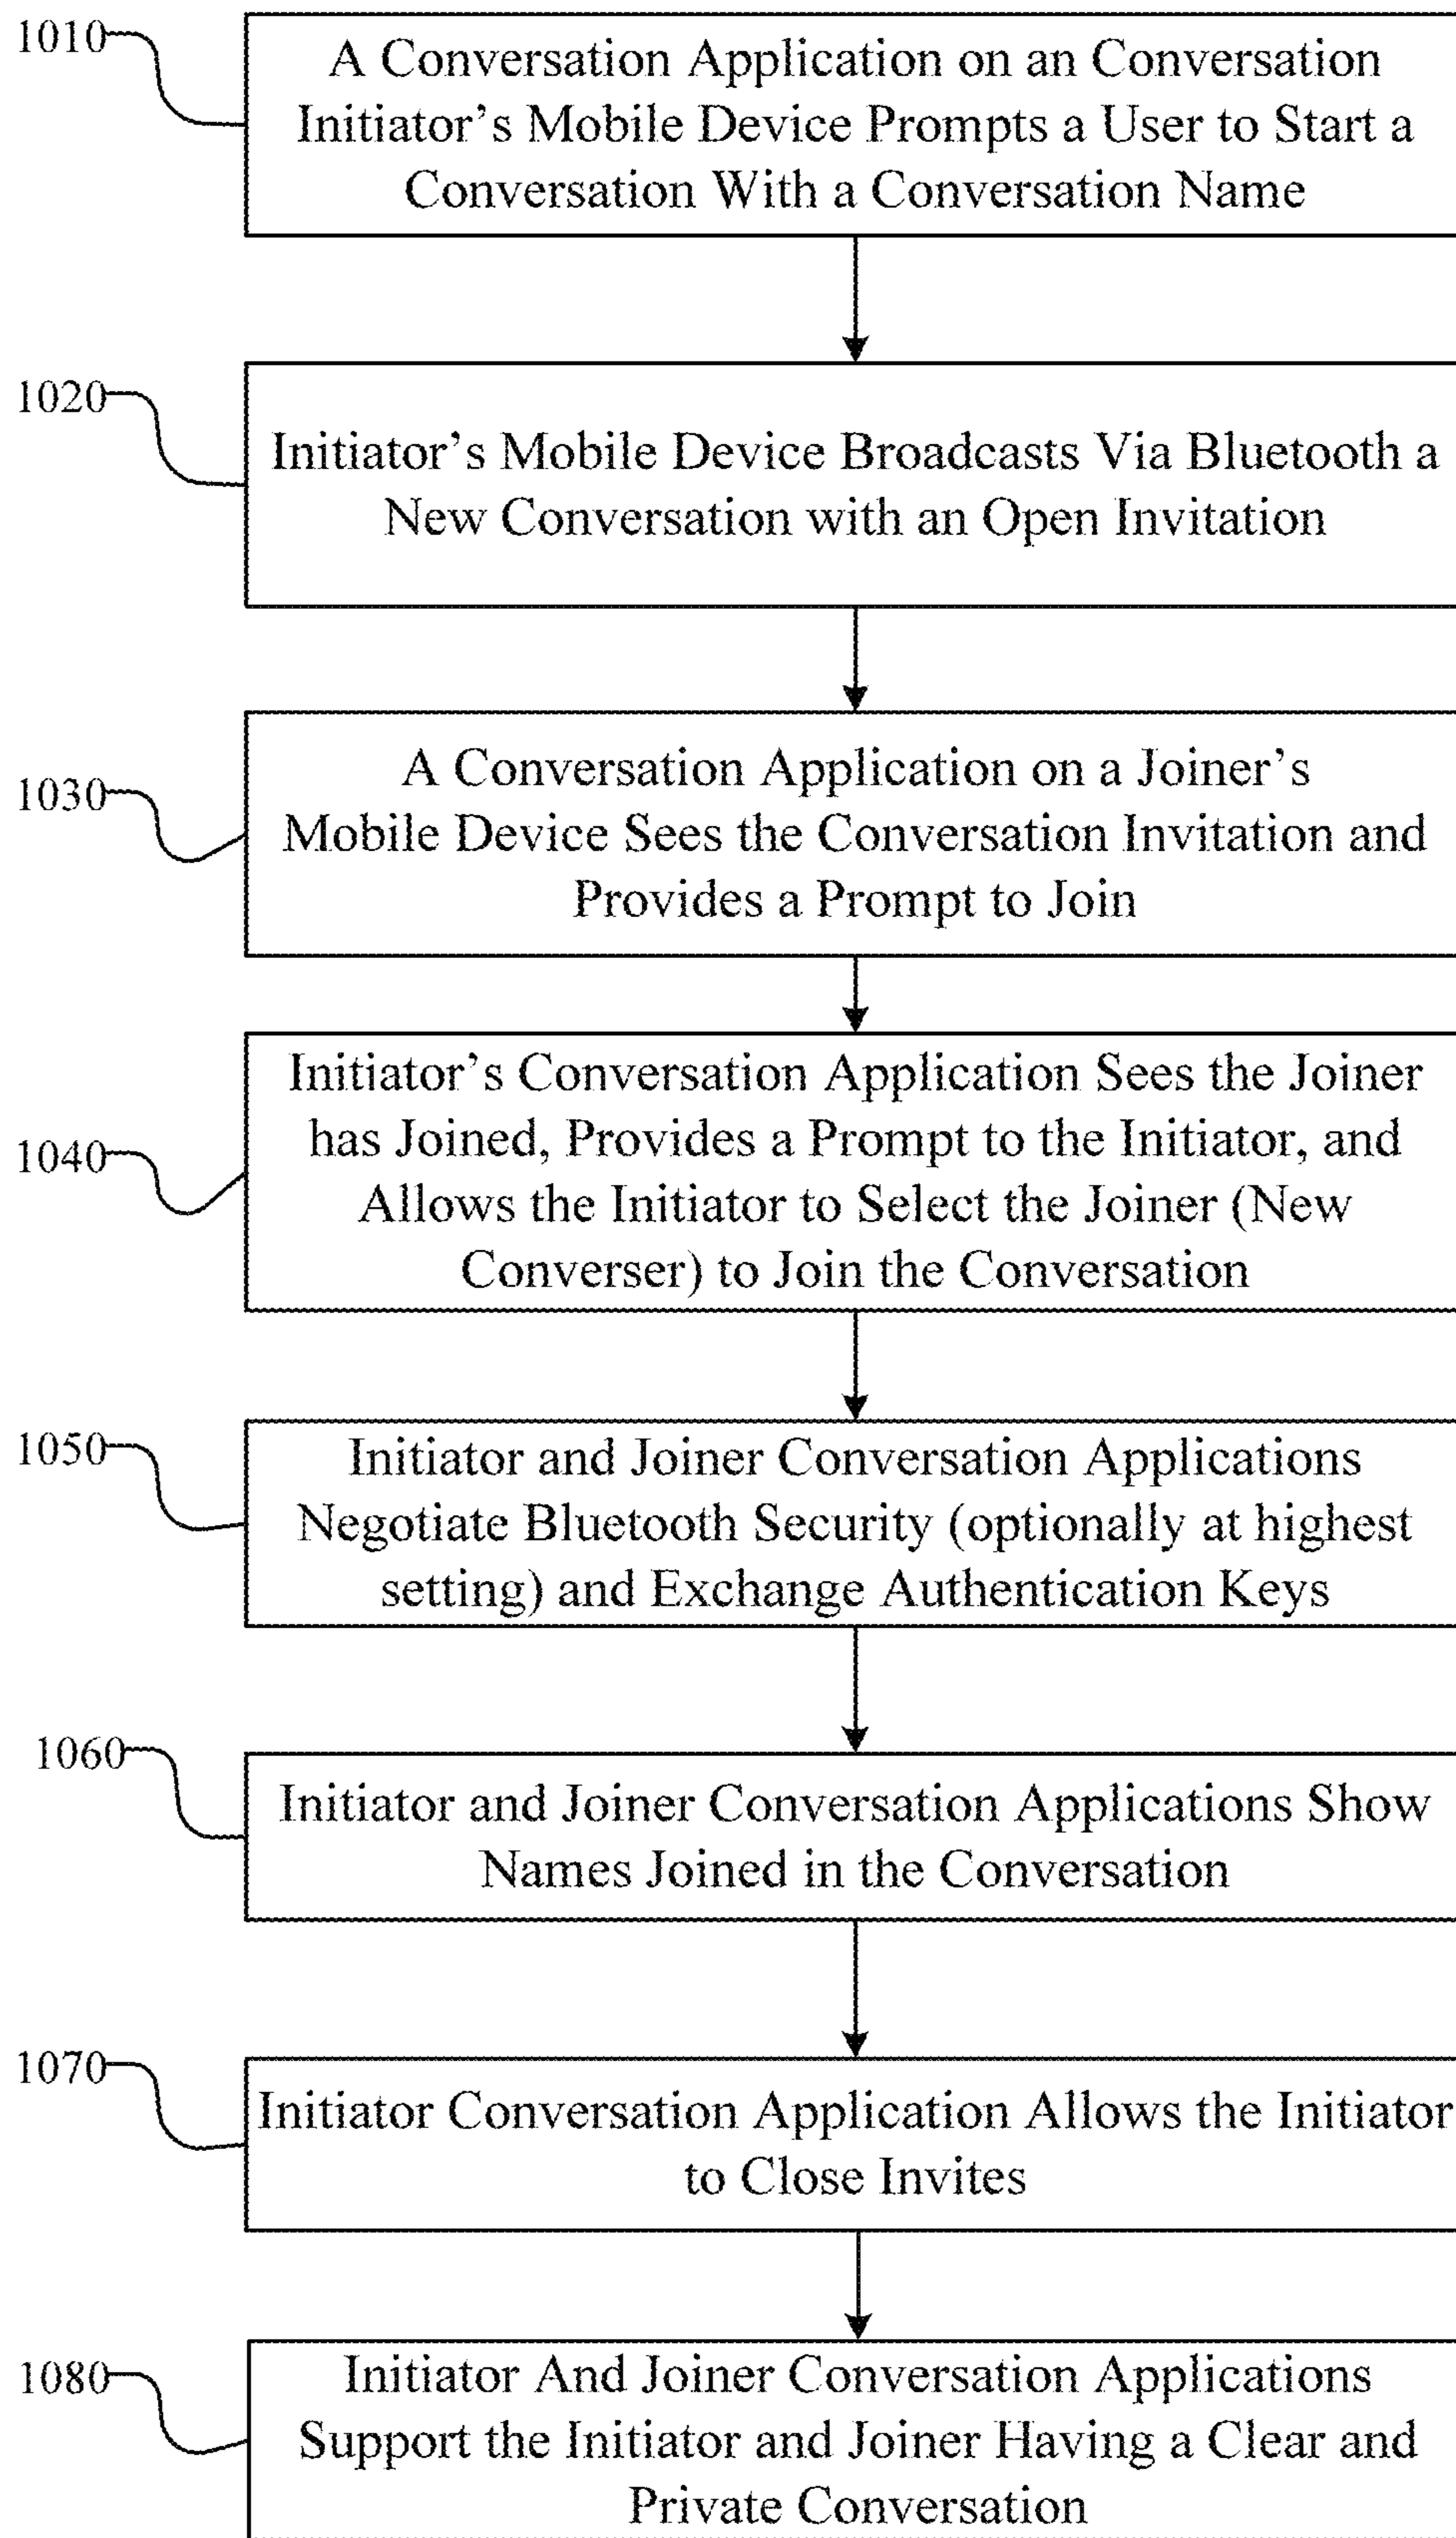 1010
A Conversation Application on an Conversation
Initiator's Mobile Device Prompts a User to Start a
Conversation With a Conversation Name
1020
Initiator's Mobile Device Broadcasts Via Bluetooth a
New Conversation with an Open Invitation
1030
A Conversation Application on a Joiner's
Mobile Device Sees the Conversation Invitation and
Provides a Prompt to Join
1040
Initiator's Conversation Application Sees the Joiner
has Joined, Provides a Prompt to the Initiator, and
Allows the Initiator to Select the Joiner (New
Converser) to Join the Conversation
1050
Initiator and Joiner Conversation Applications
Negotiate Bluetooth Security (optionally at highest
setting) and Exchange Authentication Keys
1060
Initiator and Joiner Conversation Applications Show
Names Joined in the Conversation
1070
Initiator Conversation Application Allows the Initiator
to Close Invites
1080
Initiator And Joiner Conversation Applications
Support the Initiator and Joiner Having a Clear and
Private Conversation